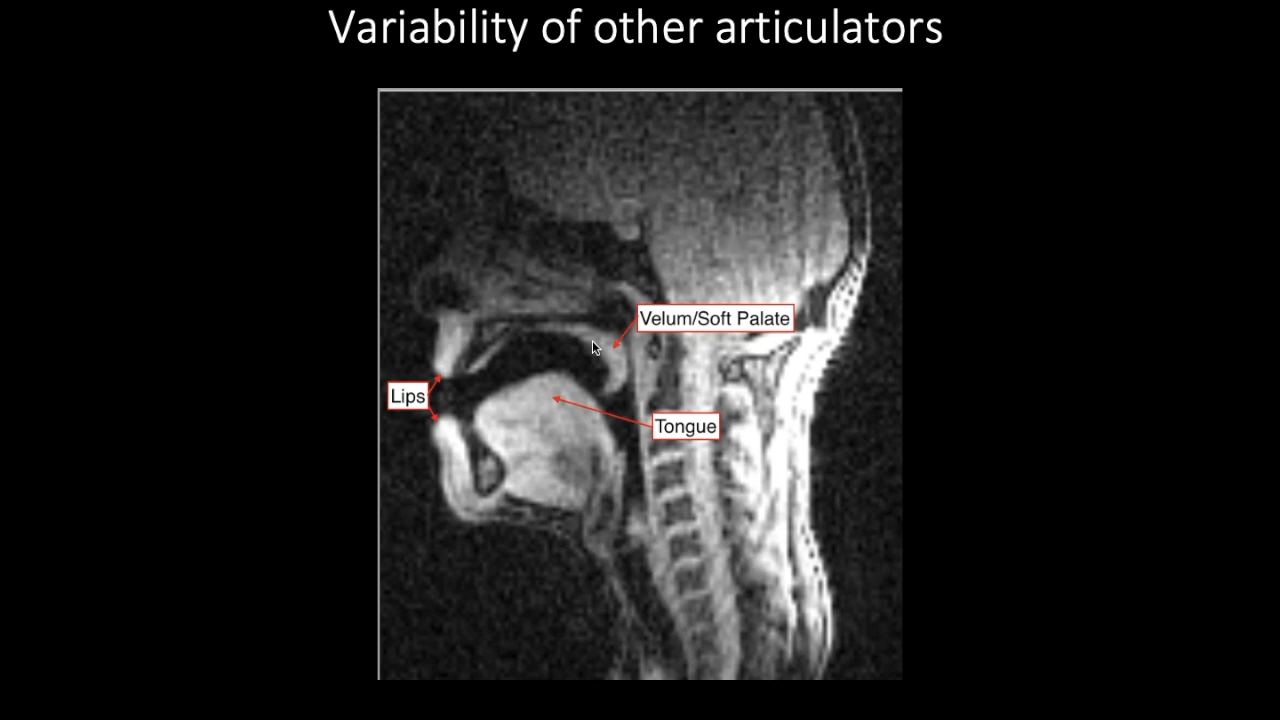 Variability of other articulators
Velum/Soft Palate
Lips
Tongue